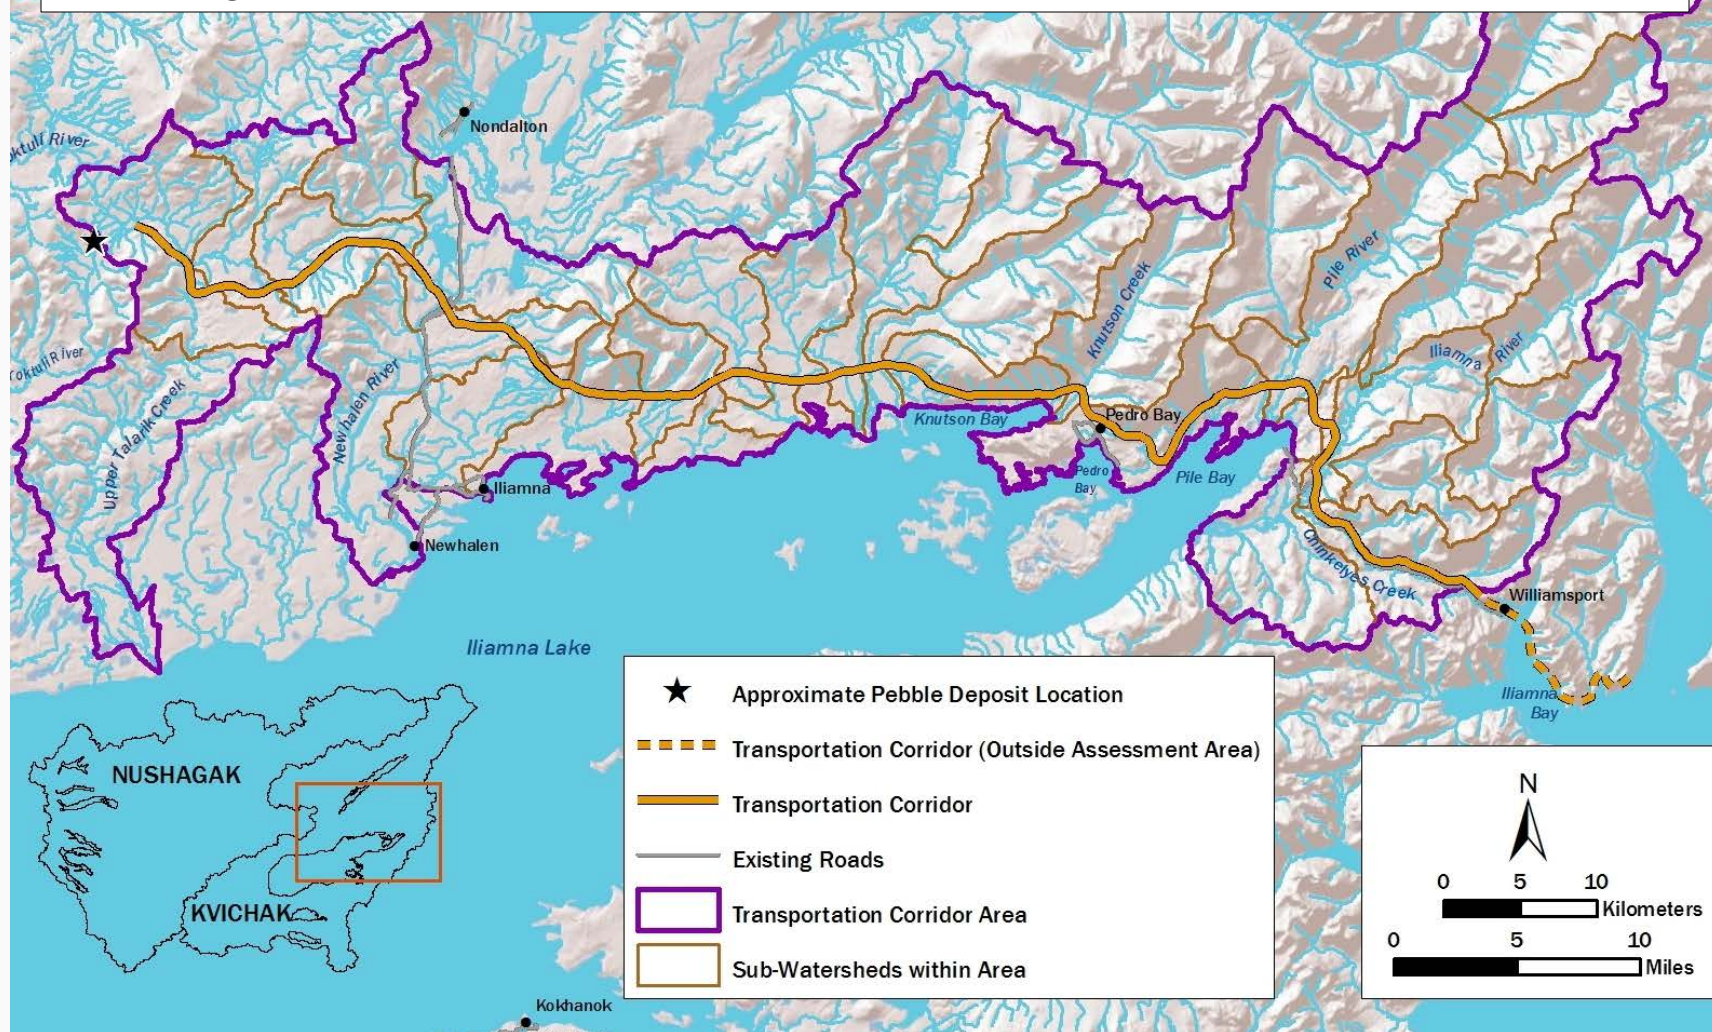 Nondalton
Koktuli River
Upper Talarik Creek
Newhalen River
Knutson Creek
Pile River
Iliamna River
Knutson Bay
Pedro Bay
Pedro
Bay
Pile Bay
Iliamna
Newhalen
Chinkelyes Creek
Williamsport
Iliamna Lake
Iliamna
Bay
NUSHAGAK
KVICHAK
Kokhanok
Approximate Pebble Deposit Location
Transportation Corridor (Outside Assessment Area)
Transportation Corridor
Existing Roads
Transportation Corridor Area
Sub-Watersheds within Area
N
0 5 10
Kilometers
0 5 10
Miles